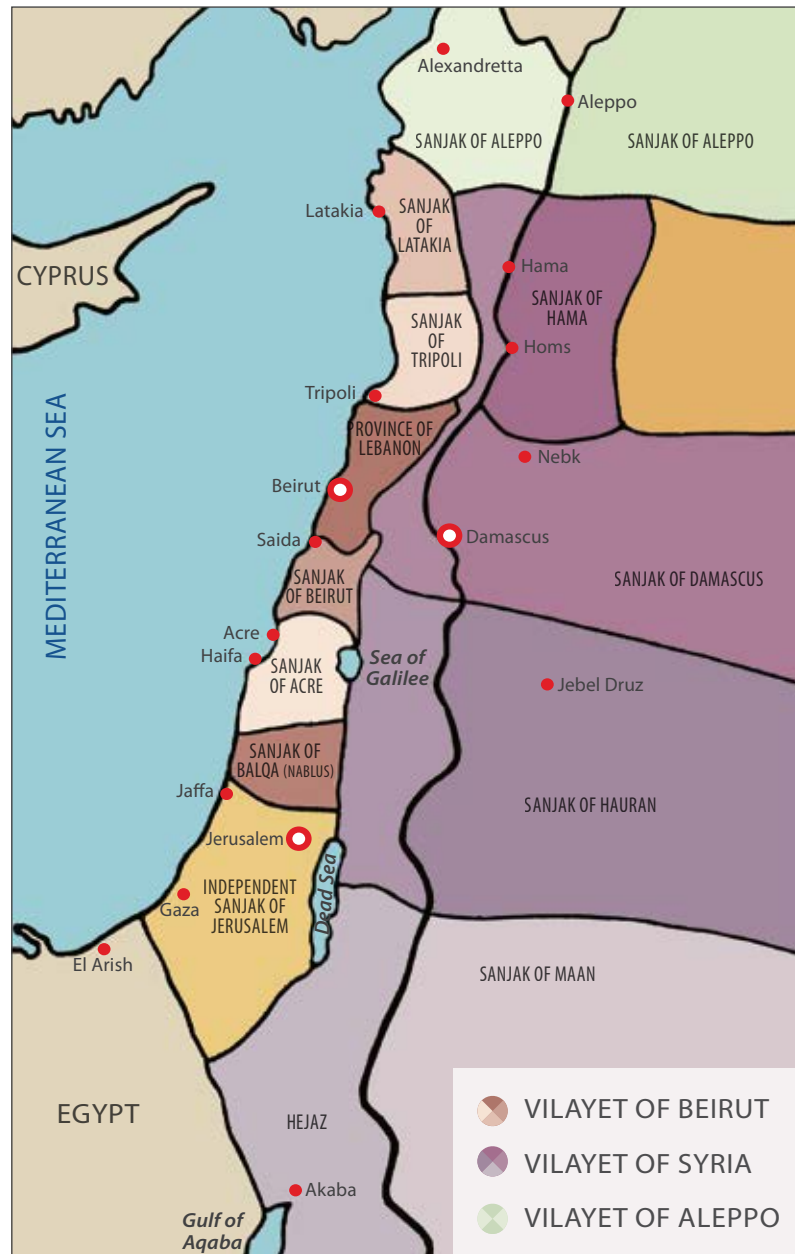 Alexandretta
Aleppo
SANJAK OF ALEPPO
SANJAK OF ALEPPO
Latakia
SANJAK
OF
LATAKIA
CYPRUS
Hama
SANJAK OF
HAMA
SANJAK
OF
TRIPOLI
Homs
Tripoli
PROVINCE OF
LEBANON
MEDITERRANEAN SEA
Nebk
Beirut
Damascus
Saida
SANJAK
OF BEIRUT
SANJAK OF DAMASCUS
Acre
Haifa
SANJAK
OF ACRE
Sea of
Galilee
Jebel Druz
SANJAK OF
BALQA (NABLUS)
Jaffa
SANJAK OF HAURAN
Jerusalem
INDEPENDENT
SANJAK OF
JERUSALEM
Gaza
Dead Sea
El Arish
SANJAK OF MAAN
EGYPT
HEJAZ
Akaba
Gulf of
Aqaba
VILAYET OF BEIRUT
VILAYET OF SYRIA
VILAYET OF ALEPPO